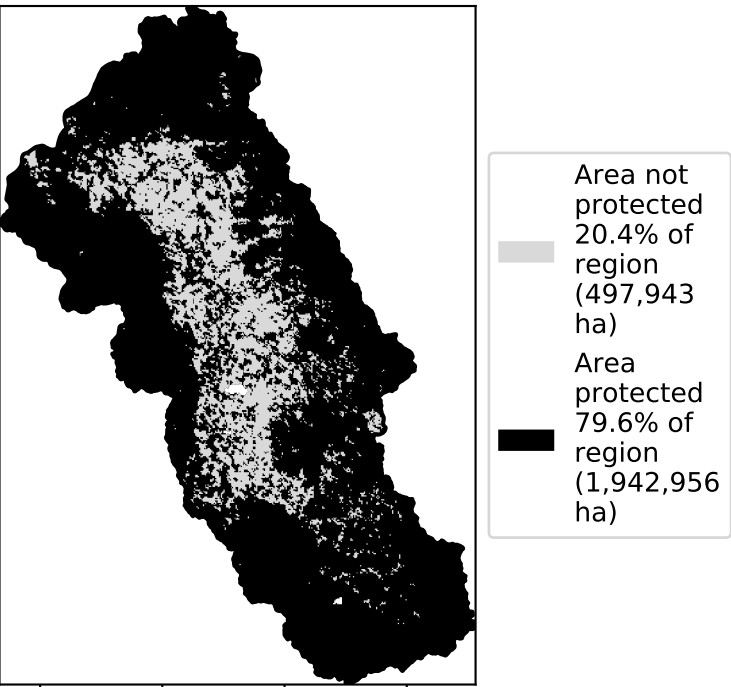 Area not
protected
20.4% of
region
(497,943
ha)
Area
protected
79.6% of
region
(1,942,956
ha)